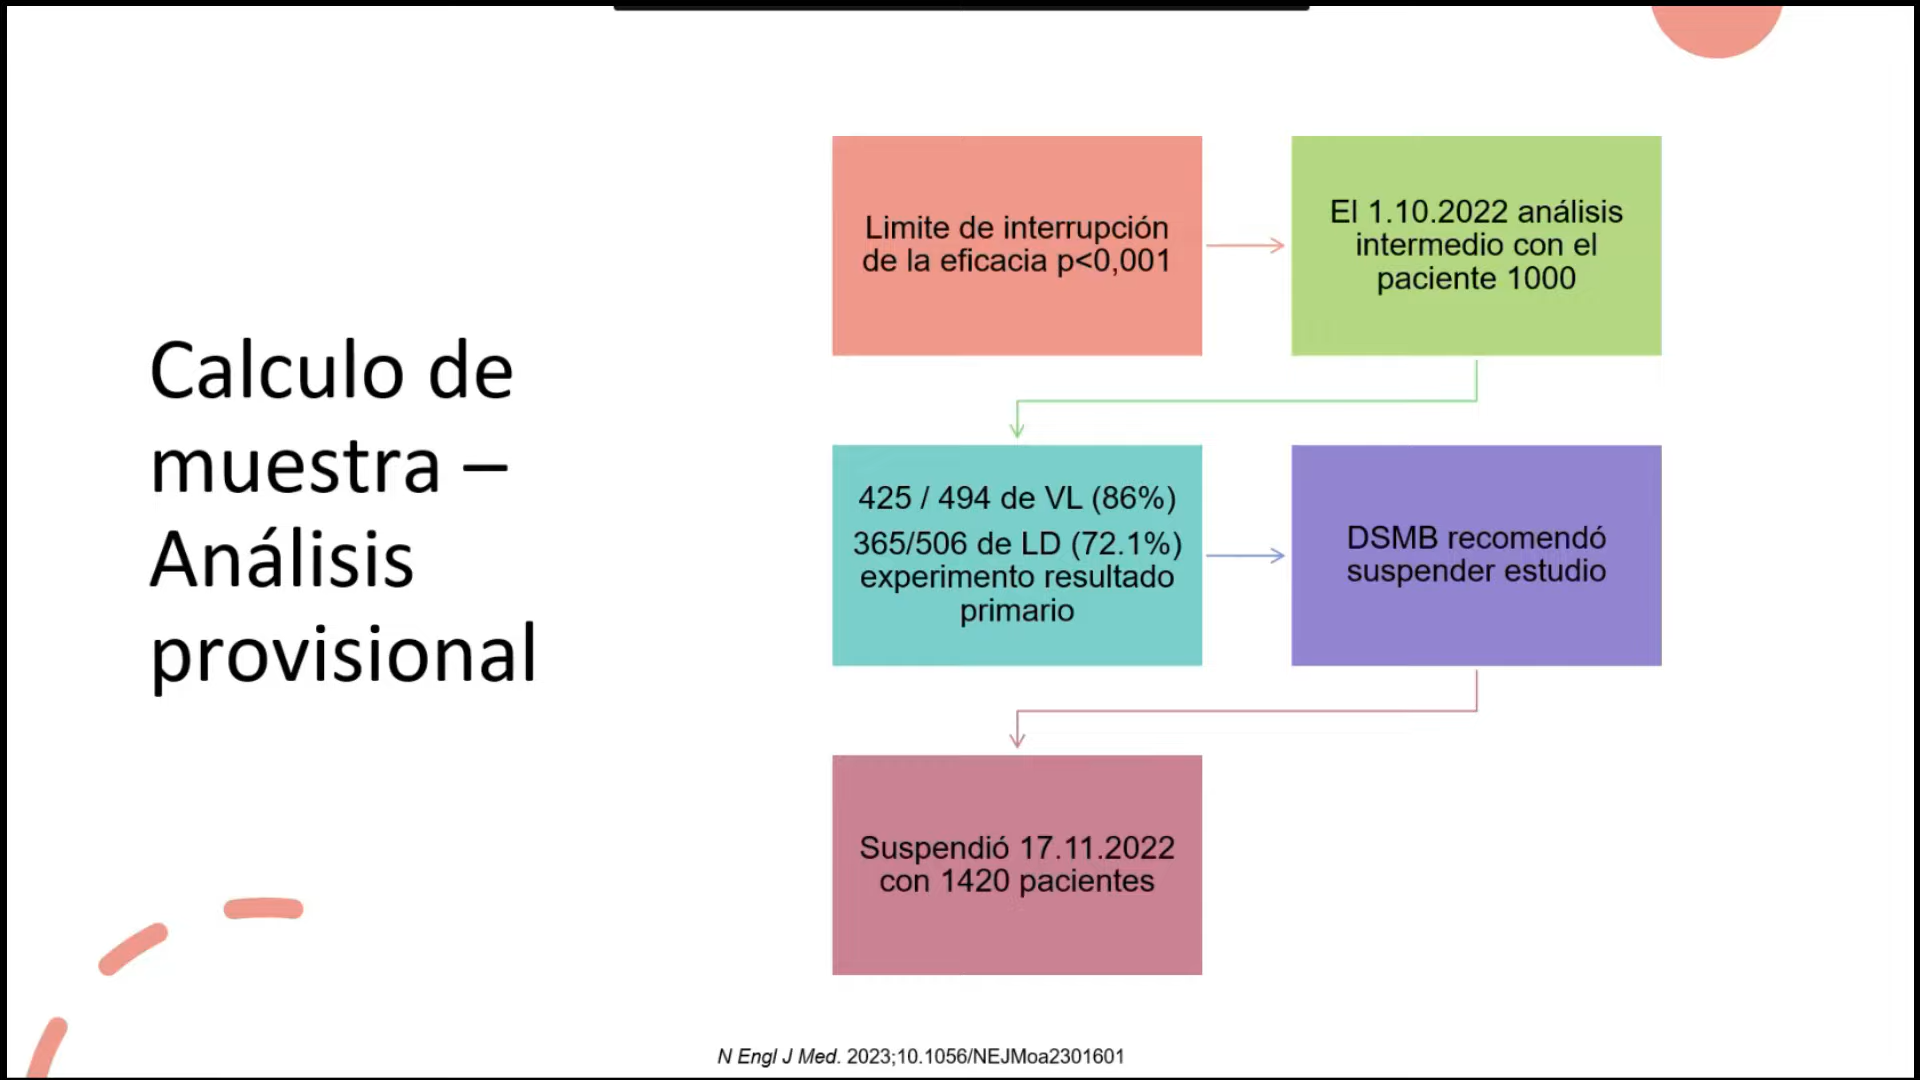 Calculo de
muestra –
Análisis
provisional
Limite de interrupción
de la eficacia p<0,001
El 1.10.2022 análisis
intermedio con el
paciente 1000
425 / 494 de VL (86%)
365/506 de LD (72.1%)
experimento resultado
primario
DSMB recomendó
suspender estudio
Suspendió 17.11.2022
con 1420 pacientes
N Engl J Med. 2023;10.1056/NEJMoa2301601